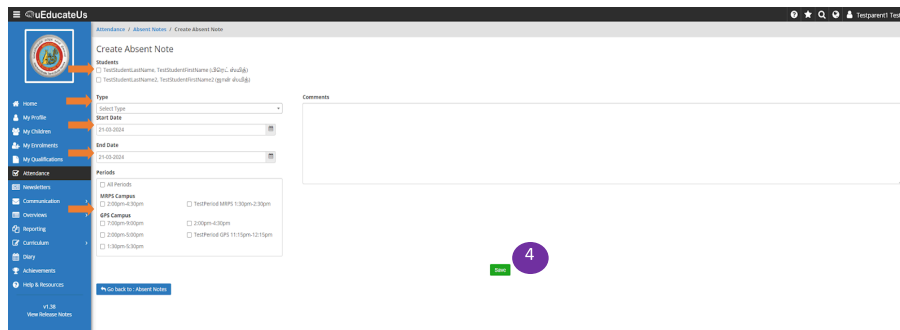 uEducateUs
Testparent1 Test
Attendance / Absent Notes / Create Absent Note
Create Absent Note
Students
TestStudentLastName, TestStudentFirstName (பிரெட் ஸ்மித்)
TestStudentLastName2, TestStudentFirstName2 (ஜான் ஸ்மித்)
Type
Select Type
Start Date
21-03-2024
End Date
21-03-2024
Periods
All Periods
MRPS Campus
2:00pm-4:30pm
TestPeriod MRPS 1:30pm-2:30pm
GPS Campus
7:00pm-9:00pm
2:00pm-4:30pm
2:00pm-5:00pm
TestPeriod GPS 11:15pm-12:15pm
1:30pm-5:30pm
Comments
4
Save
Go back to : Absent Notes
Home
My Profile
My Children
My Enrolments
My Qualifications
Attendance
Newsletters
Communication
Overviews
Reporting
Curriculum
Diary
Achievements
Help & Resources
v1.38
View Release Notes